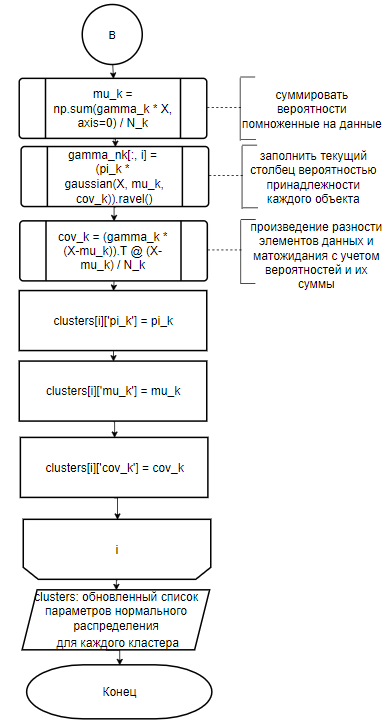 B
mu_k =
np.sum(gamma_k * X,
axis=0) / N_k
суммировать
вероятности
помноженные на данные
gamma_nk[:, i] =
(pi_k *
gaussian(X, mu_k,
cov_k)).ravel()
заполнить текущий
столбец вероятностью
принадлежности
каждого объекта
cov_k = (gamma_k *
(X-mu_k)).T @ (X-
mu_k) / N_k
произведение разности
элементов данных и
матожидания с учетом
вероятностей и их
суммы
clusters[i]['pi_k'] = pi_k
clusters[i]['mu_k'] = mu_k
clusters[i]['cov_k'] = cov_k
i
clusters: обновленный список
параметров нормального
распределения
для каждого кластера
Конец